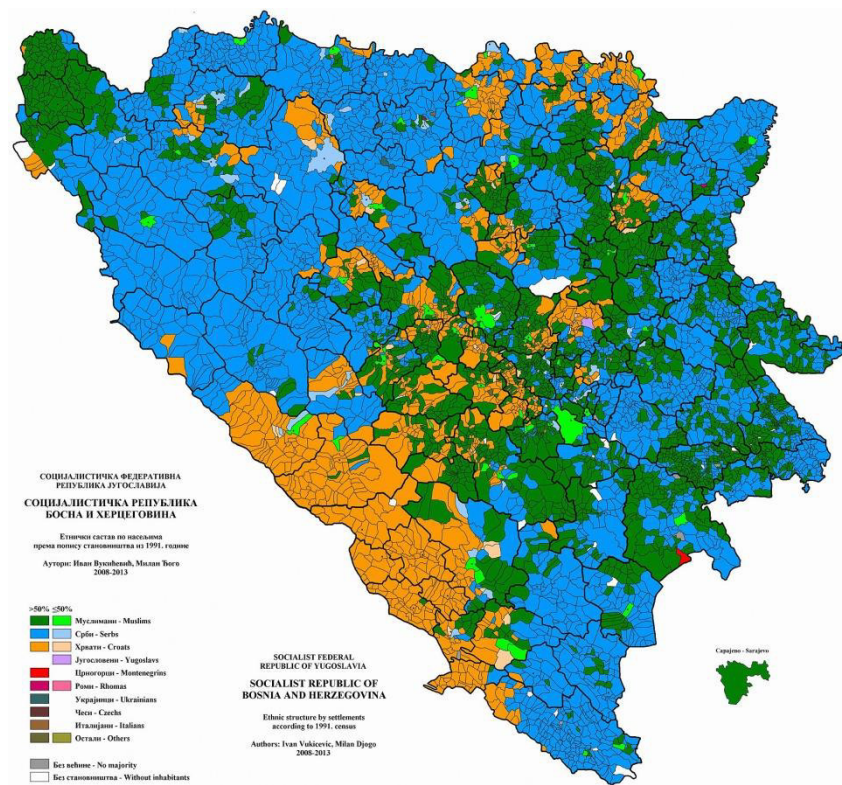 СОЦИЈАЛИСТИЧКА ФЕДЕРАТИВНА
РЕПУБЛИКА ЈУГОСЛАВИЈА
СОЦИЈАЛИСТИЧКА РЕПУБЛИКА
БОСНА И ХЕРЦЕГОВИНА
Етнички састав по насељима
према попису становништва из 1991. године
Аутори: Иван Вукићевић, Милан Ђого
2008-2013
>50% ≤50%
Муслимани - Muslims
Срби - Serbs
Хрвати - Croats
Југословени - Yugoslavs
Црногорци - Montenegrins
Роми - Rhomas
Украјинци - Ukrainians
Чеси - Czechs
Италијани - Italians
Остали - Others
Без већине - No majority
Без становништва - Without inhabitants
SOCIALIST FEDERAL
REPUBLIC OF YUGOSLAVIA
SOCIALIST REPUBLIC OF
BOSNIA AND HERZEGOVINA
Ethnic structure by settlements
according to 1991. census
Authors: Ivan Vukicevic, Milan Djogo
2008-2013
Сарајево - Sarajevo